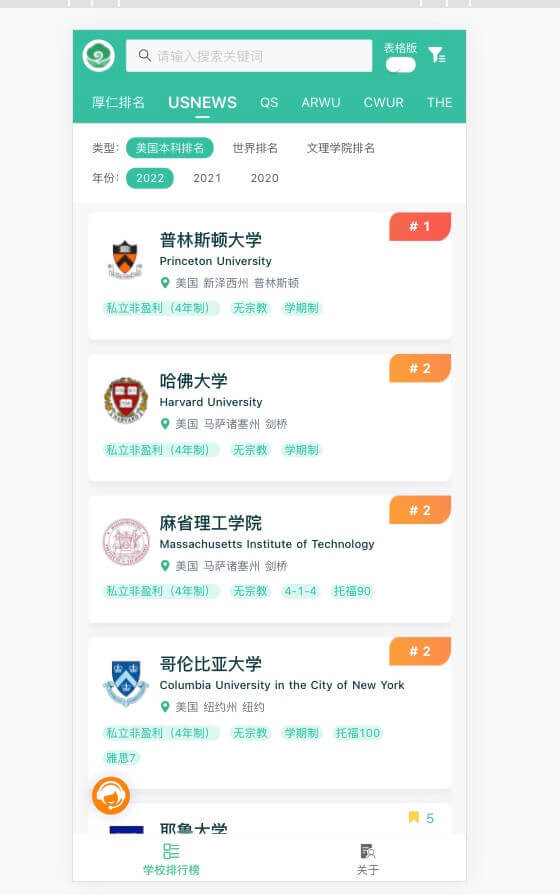 请输入搜索关键词
表格版
厚仁排名 USNEWS QS ARWU CWUR THE
类型: 美国本科排名 世界排名 文理学院排名
年份: 2022 2021 2020
# 1
普林斯顿大学
Princeton University
美国 新泽西州 普林斯顿
私立非盈利（4年制） 无宗教 学期制
# 2
哈佛大学
Harvard University
美国 马萨诸塞州 剑桥
私立非盈利（4年制） 无宗教 学期制
# 2
麻省理工学院
Massachusetts Institute of Technology
美国 马萨诸塞州 剑桥
私立非盈利（4年制） 无宗教 4-1-4 托福90
# 2
哥伦比亚大学
Columbia University in the City of New York
美国 纽约州 纽约
私立非盈利（4年制） 无宗教 学期制 托福100
雅思7
5
耶鲁大学
学校排行榜 关于